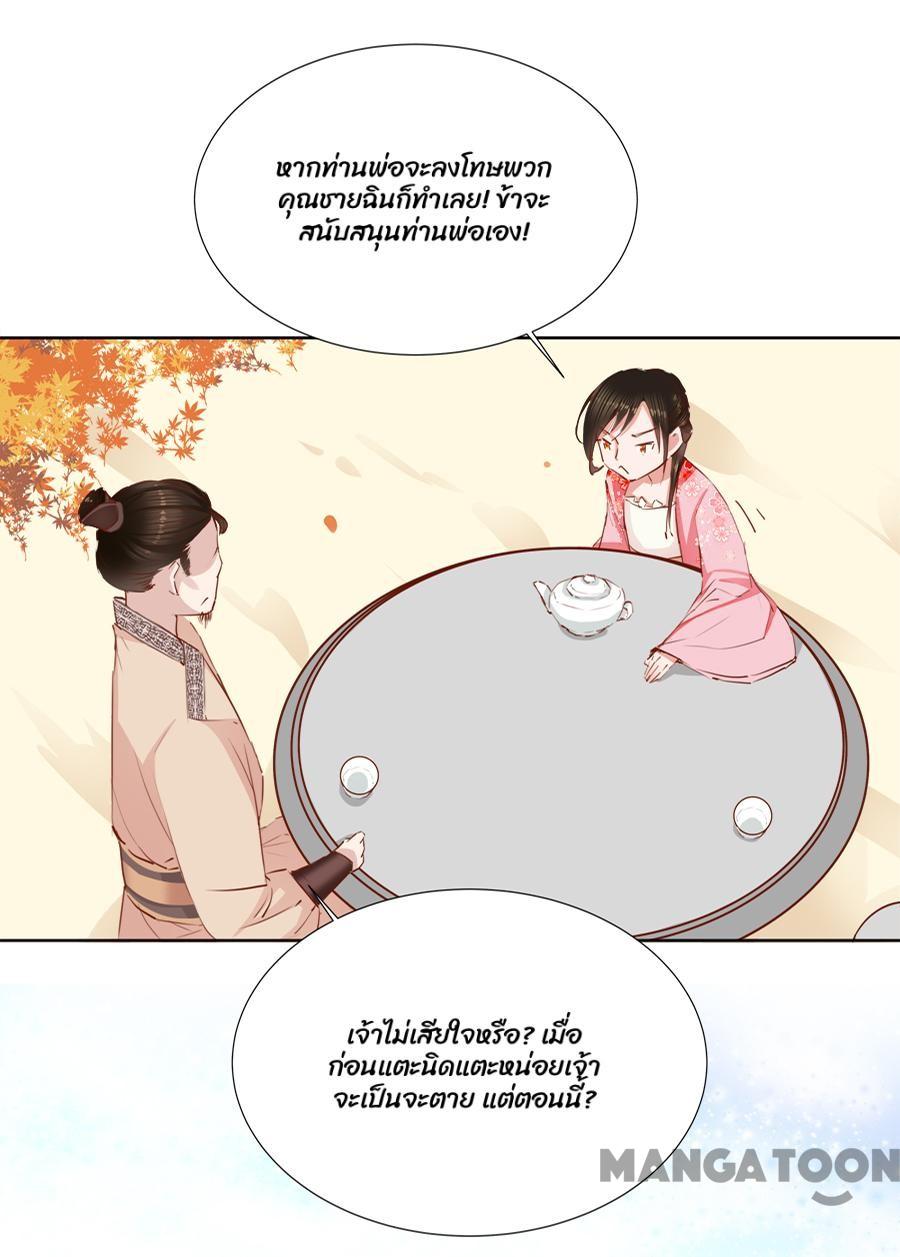 หากท่านพ่อจะลงโทษพวก
คุณชายฉินก็ทำเลย! ข้าจะ
สนับสนุนท่านพ่อเอง!
เจ้าไม่เสียใจหรือ? เมื่อ
ก่อนแตะนิดแตะหน่อยเจ้า
จะเป็นจะตาย แต่ตอนนี้?
MANGATOON